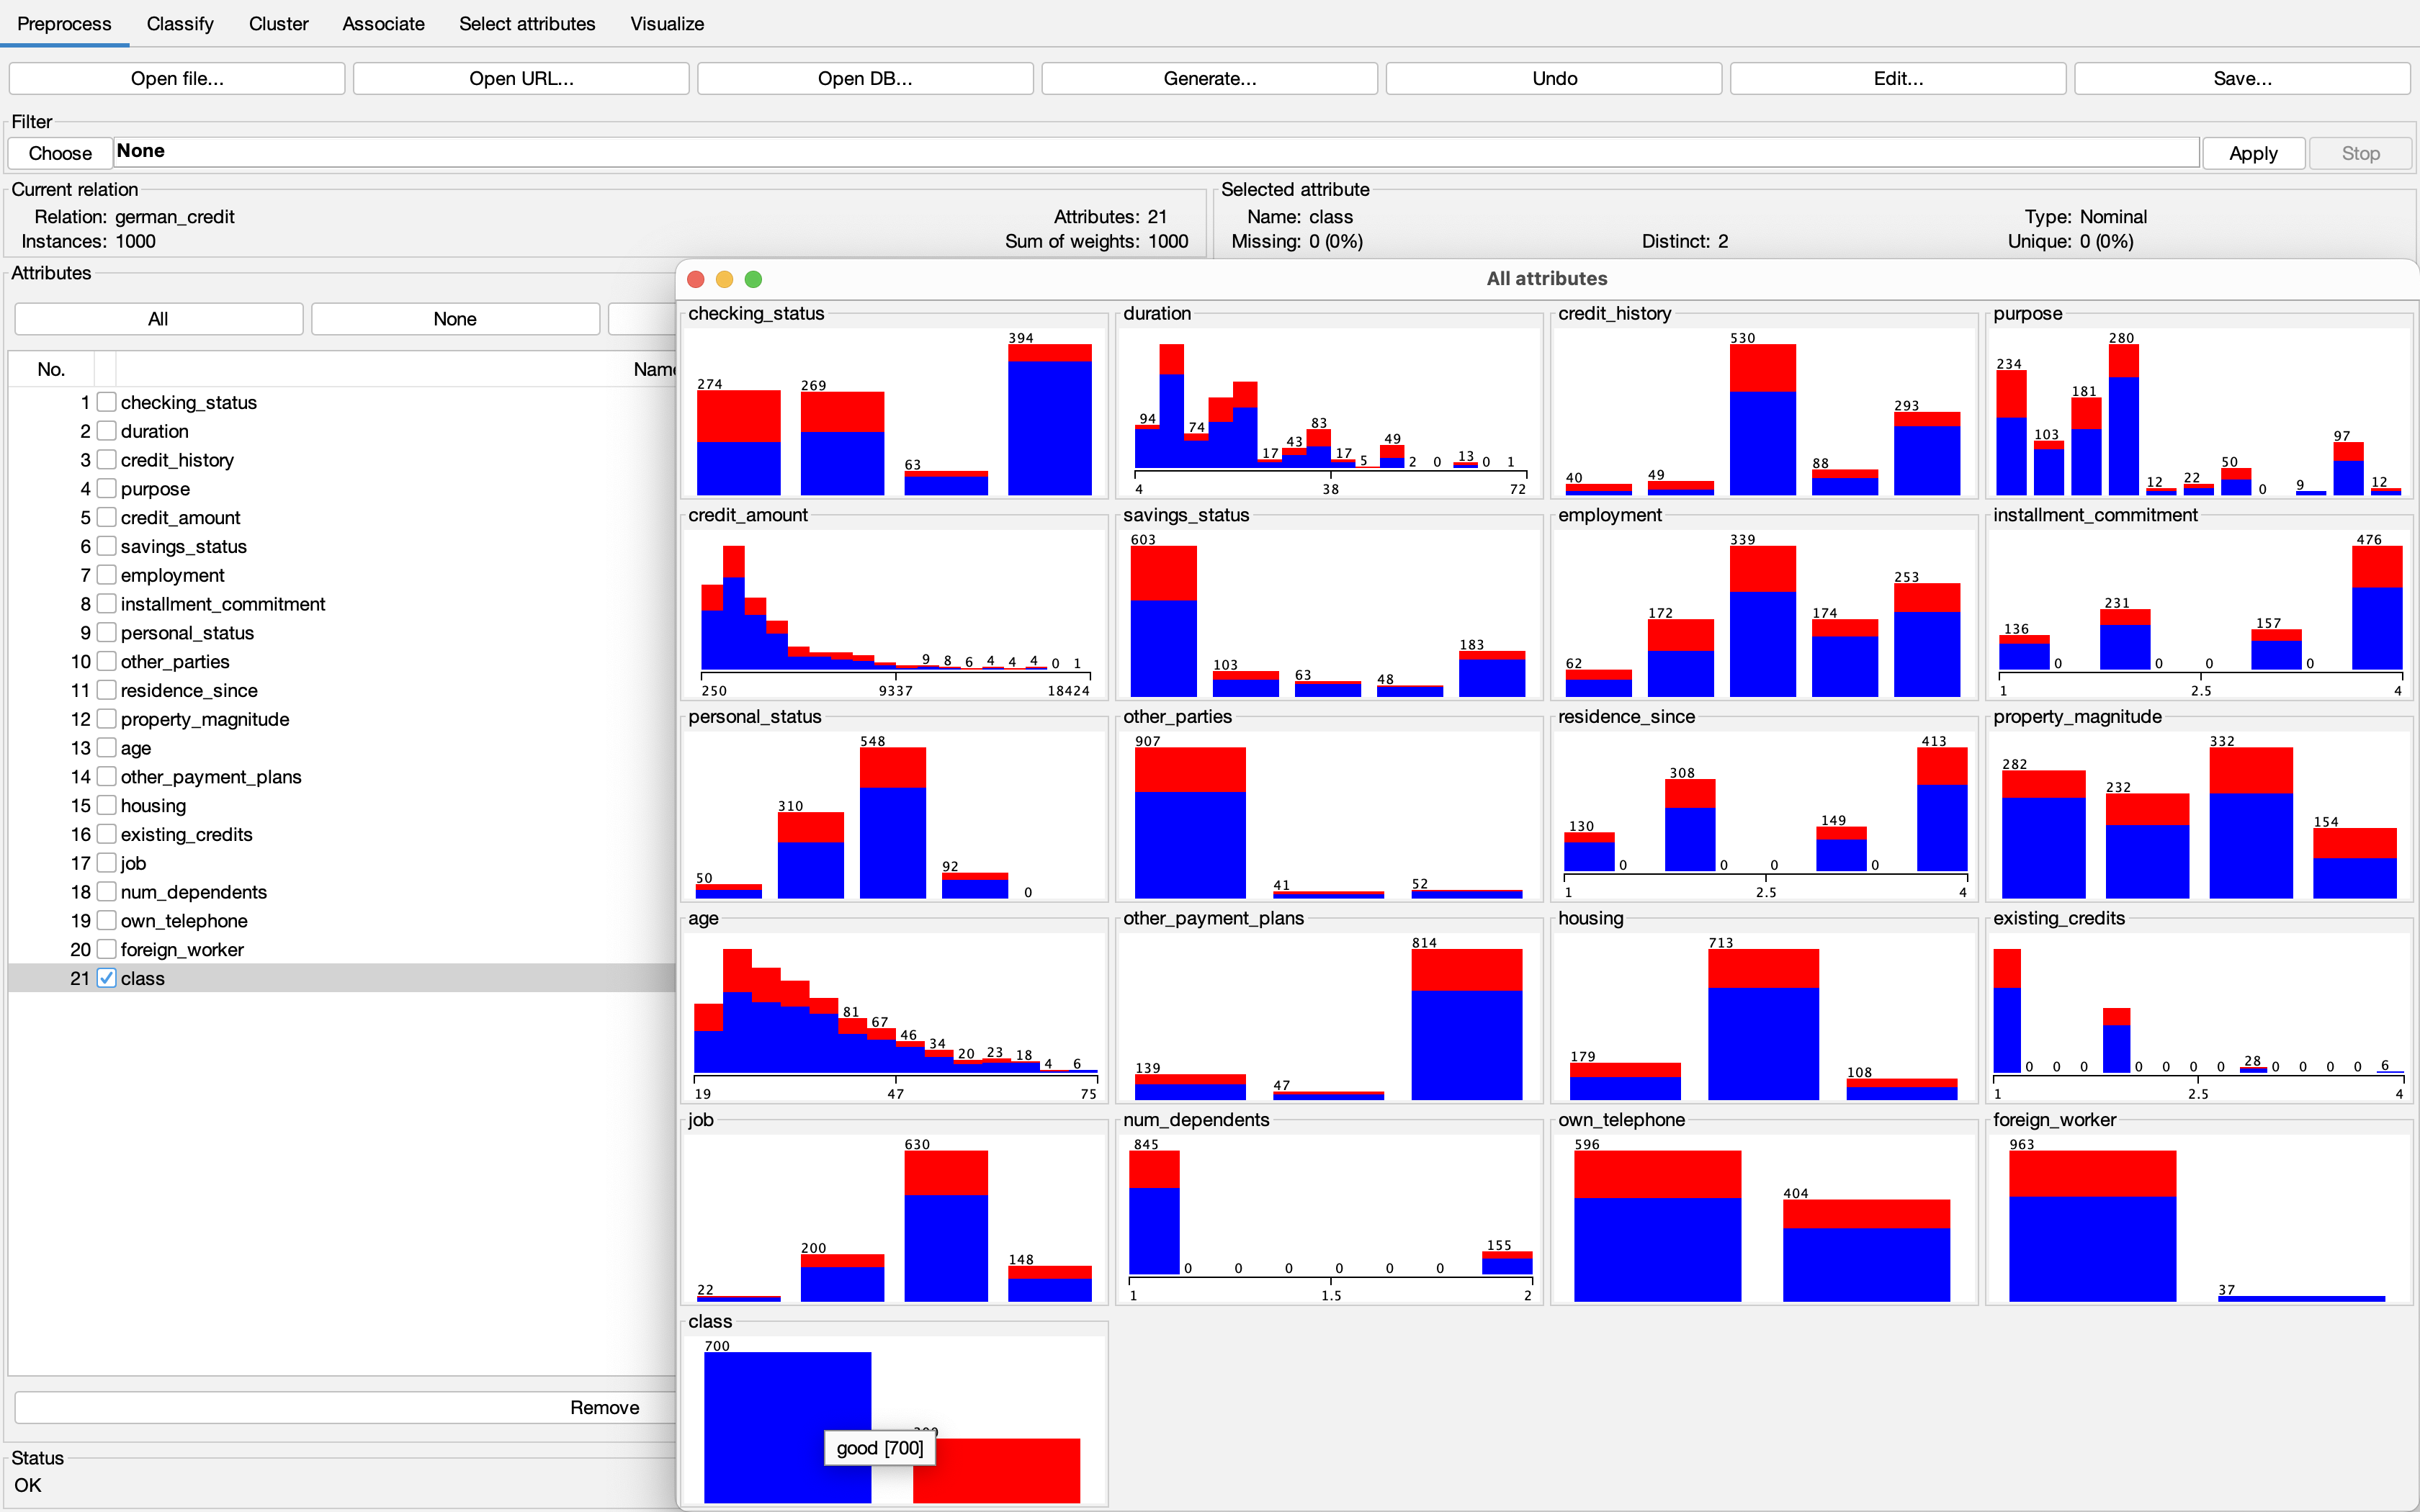 Preprocess Classify Cluster Associate Select attributes Visualize
Open file... Open URL... Open DB... Generate... Undo Edit... Save...
Filter
Choose None Apply Stop
Current relation
Relation: german_credit Attributes: 21
Instances: 1000 Sum of weights: 1000
Selected attribute
Name: class Type: Nominal
Missing: 0 (0%) Distinct: 2 Unique: 0 (0%)
Attributes
All None
No. Name
1 checking_status
2 duration
3 credit_history
4 purpose
5 credit_amount
6 savings_status
7 employment
8 installment_commitment
9 personal_status
10 other_parties
11 residence_since
12 property_magnitude
13 age
14 other_payment_plans
15 housing
16 existing_credits
17 job
18 num_dependents
19 own_telephone
20 foreign_worker
21 class
Remove
Status
OK
All attributes
checking_status
274 269 63 394
duration
94 74 17 43 83 17 5 49 2 0 13 0 1
4 38 72
credit_history
40 49 530 88 293
purpose
234 103 181 280 12 22 50 0 9 97 12
credit_amount
9 8 6 4 4 4 0 1
250 9337 18424
savings_status
603 103 63 48 183
employment
62 172 339 174 253
installment_commitment
136 0 231 0 0 157 0 476
1 2.5 4
personal_status
50 310 548 92 0
other_parties
907 41 52
residence_since
130 0 308 0 0 149 0 413
1 2.5 4
property_magnitude
282 232 332 154
age
81 67 46 34 20 23 18 4 6
19 47 75
other_payment_plans
139 47 814
housing
179 713 108
existing_credits
0 0 0 0 0 0 0 28 0 0 0 0 6
1 2.5 4
job
22 200 630 148
num_dependents
845 0 0 0 0 0 0 155
1 1.5 2
own_telephone
596 404
foreign_worker
963 37
class
700
good [700]